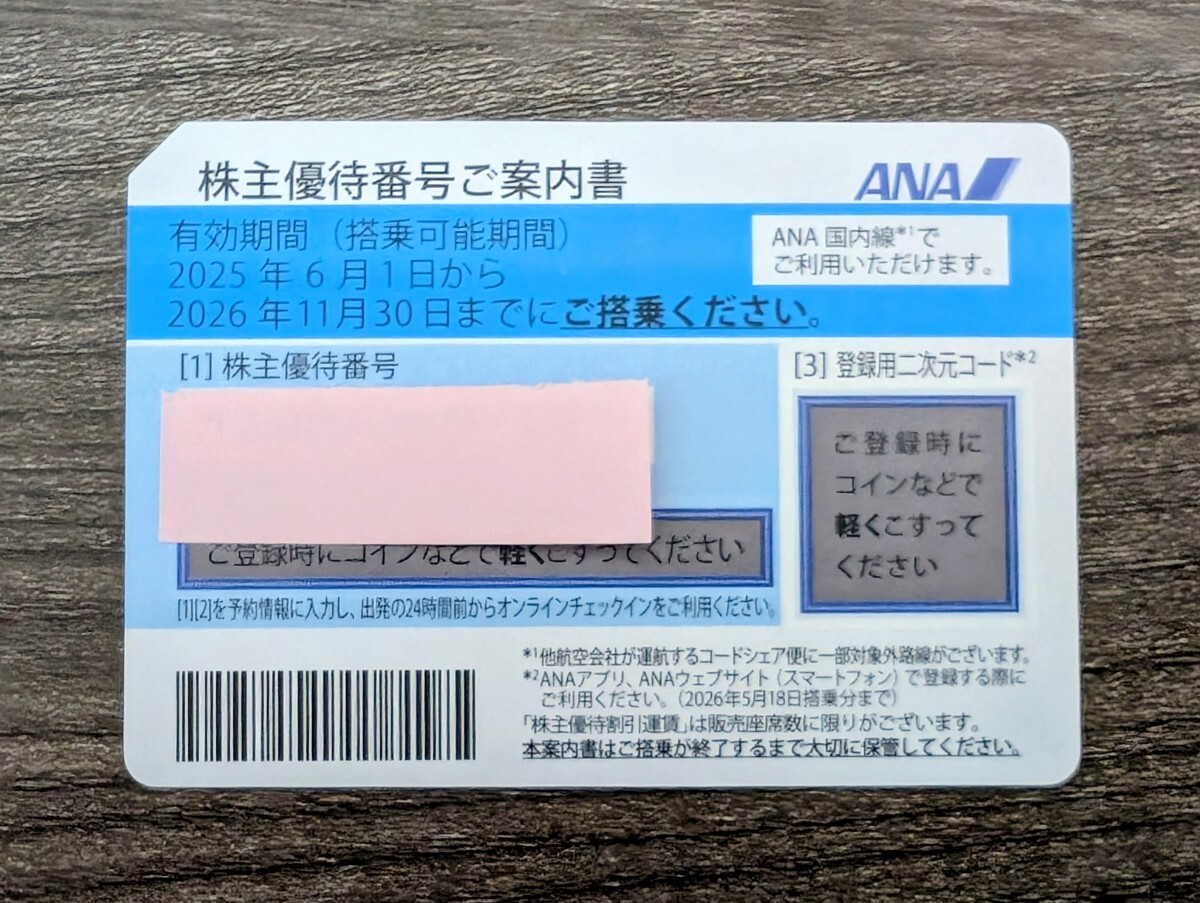 株主優待番号ご案内書
ANA
有効期間（搭乗可能期間）
2025年6月1日から
2026年11月30日までにご搭乗ください。
ANA国内線*1で
ご利用いただけます。
[1] 株主優待番号
ご登録時にコインなどで軽くこすってください
[1][2]を予約情報に入力し、出発の24時間前からオンラインチェックインをご利用ください。
[3] 登録用二次元コード*2
ご登録時に
コインなどで
軽くこすって
ください
*1他航空会社が運航するコードシェア便に一部対象外路線がございます。
*2ANAアプリ、ANAウェブサイト（スマートフォン）で登録する際に
ご利用ください。（2026年5月18日搭乗分まで）
「株主優待割引運賃」は販売座席数に限りがございます。
本案内書はご搭乗が終了するまで大切に保管してください。